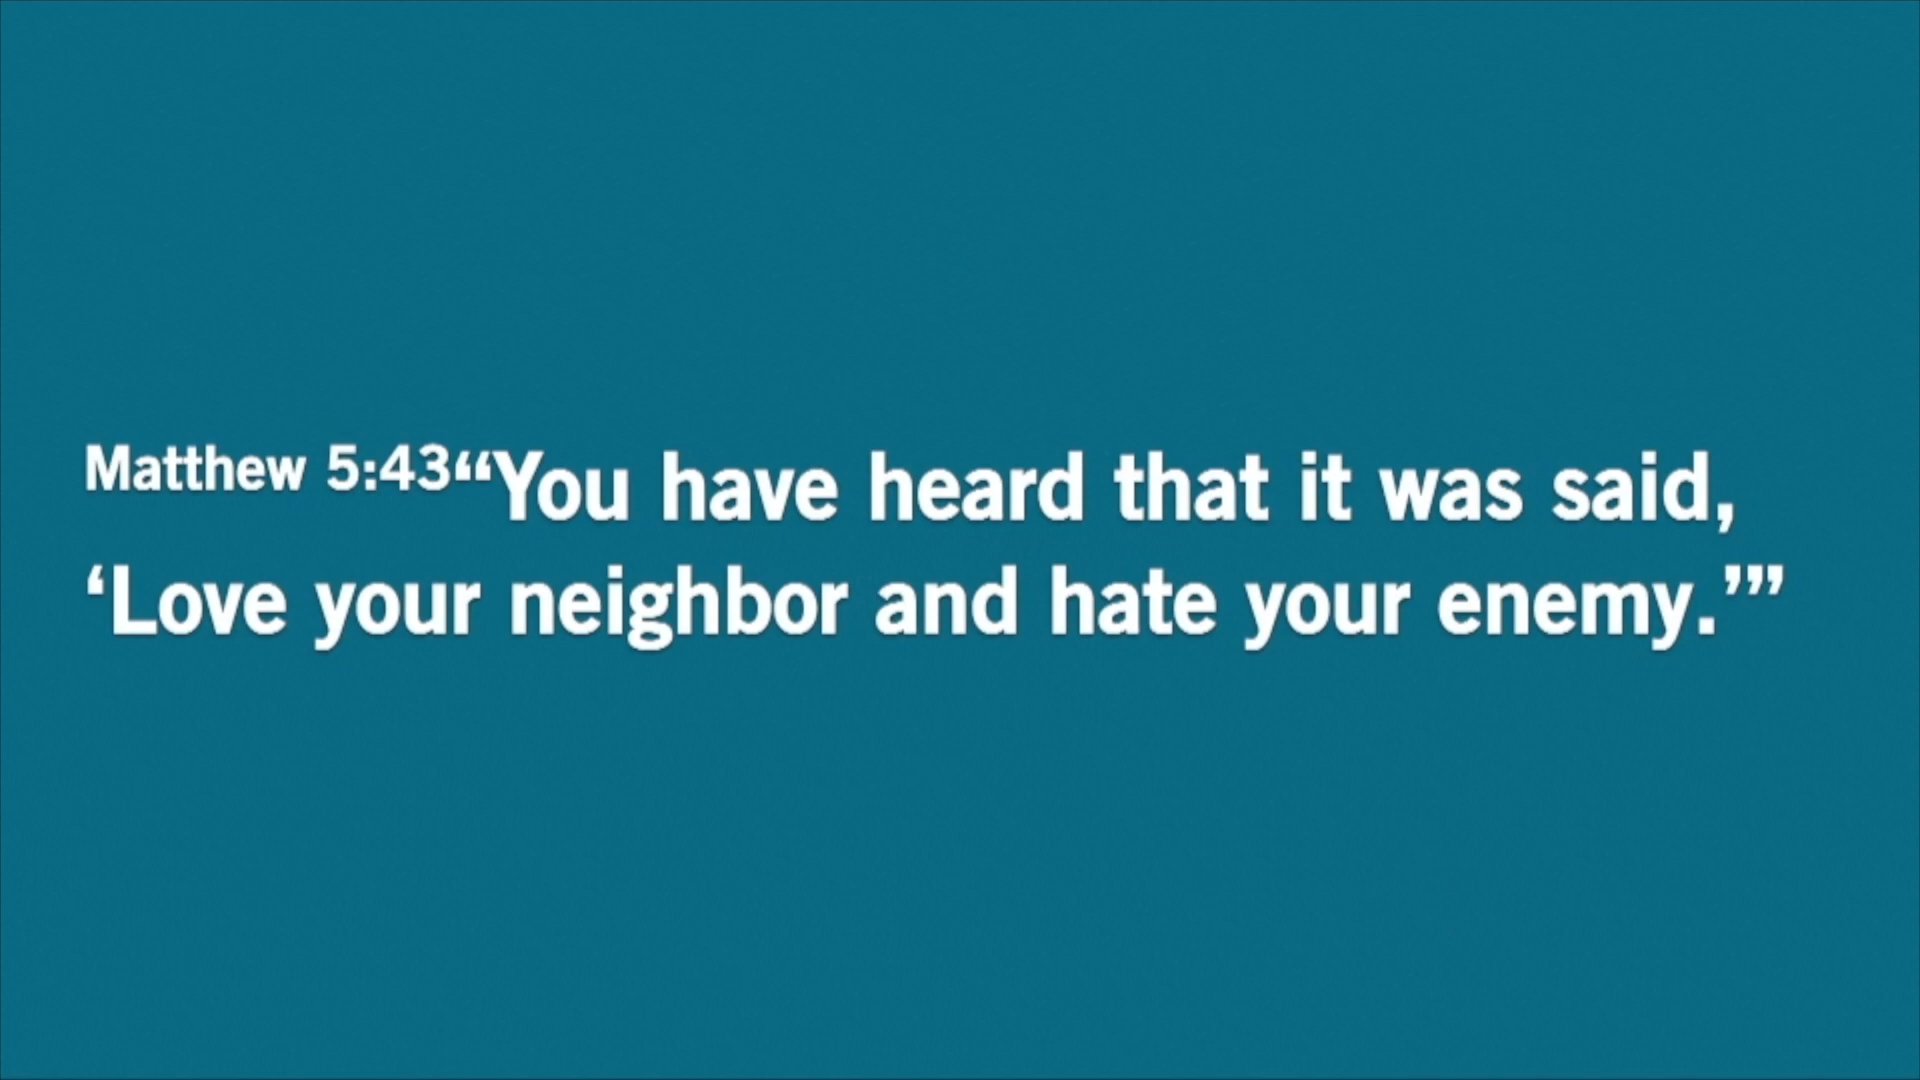 Matthew 5:43“You have heard that it was said,
‘Love your neighbor and hate your enemy.’”